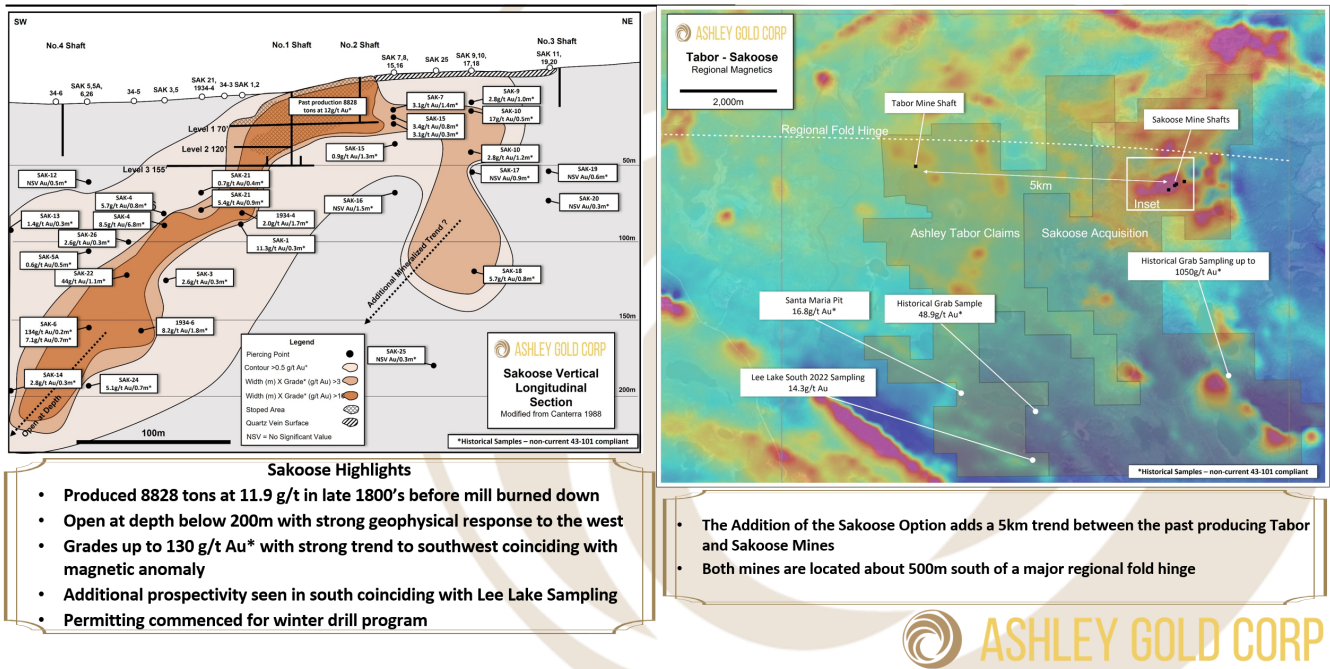 SW
NE
No.4 Shaft
No.1 Shaft
No.2 Shaft
No.3 Shaft
34-6
SAK 5,5A,
6,26
34-5
SAK 3,5
SAK 21,
1934-4
34-3
SAK 1,2
SAK 7,8,
15,16
SAK 25
SAK 9,10,
17,18
SAK 11,
19,20
Past production 8828
tons at 12g/t Au*
Level 1 70'
Level 2 120'
Level 3 155'
SAK-7
3.1g/t Au/1.4m*
SAK-15
3.4g/t Au/0.8m*
3.1g/t Au/0.3m*
SAK-15
0.9g/t Au/1.3m*
SAK-9
2.8g/t Au/1.0m*
SAK-10
17g/t Au/0.5m*
SAK-10
2.8g/t Au/1.2m*
SAK-17
NSV Au/0.9m*
SAK-19
NSV Au/0.6m*
SAK-20
NSV Au/0.3m*
SAK-16
NSV Au/1.5m*
SAK-12
NSV Au/0.5m*
SAK-21
0.7g/t Au/0.4m*
SAK-21
5.4g/t Au/0.9m*
SAK-4
5.7g/t Au/0.8m*
SAK-4
8.5g/t Au/6.8m*
SAK-13
1.4g/t Au/0.3m*
SAK-26
2.6g/t Au/0.3m*
1934-4
2.0g/t Au/1.7m*
SAK-1
11.3g/t Au/0.3m*
SAK-5A
0.6g/t Au/0.5m*
SAK-22
44g/t Au/1.1m*
SAK-3
2.6g/t Au/0.3m*
SAK-18
5.7g/t Au/0.8m*
SAK-6
134g/t Au/0.2m*
7.1g/t Au/0.7m*
1934-6
8.2g/t Au/1.8m*
SAK-14
2.8g/t Au/0.3m*
SAK-24
5.1g/t Au/0.7m*
SAK-25
NSV Au/0.3m*
Additional Mineralized Trend ?
Open at Depth
50m
100m
150m
200m
100m
Legend
Piercing Point
Contour >0.5 g/t Au*
Width (m) X Grade* (g/t Au) >3
Width (m) X Grade* (g/t Au) >1
Stoped Area
Quartz Vein Surface
NSV = No Significant Value
ASHLEY GOLD CORP
Sakoose Vertical
Longitudinal
Section
Modified from Canterra 1988
*Historical Samples – non-current 43-101 compliant
ASHLEY GOLD CORP
Tabor - Sakoose
Regional Magnetics
2,000m
Tabor Mine Shaft
Sakoose Mine Shafts
Regional Fold Hinge
5km
Inset
Ashley Tabor Claims
Sakoose Acquisition
Historical Grab Sampling up to
1050g/t Au*
Santa Maria Pit
16.8g/t Au*
Historical Grab Sample
48.9g/t Au*
Lee Lake South 2022 Sampling
14.3g/t Au
*Historical Samples – non-current 43-101 compliant
Sakoose Highlights
• Produced 8828 tons at 11.9 g/t in late 1800's before mill burned down
• Open at depth below 200m with strong geophysical response to the west
• Grades up to 130 g/t Au* with strong trend to southwest coinciding with
magnetic anomaly
• Additional prospectivity seen in south coinciding with Lee Lake Sampling
• Permitting commenced for winter drill program
• The Addition of the Sakoose Option adds a 5km trend between the past producing Tabor
and Sakoose Mines
• Both mines are located about 500m south of a major regional fold hinge
ASHLEY GOLD CORP